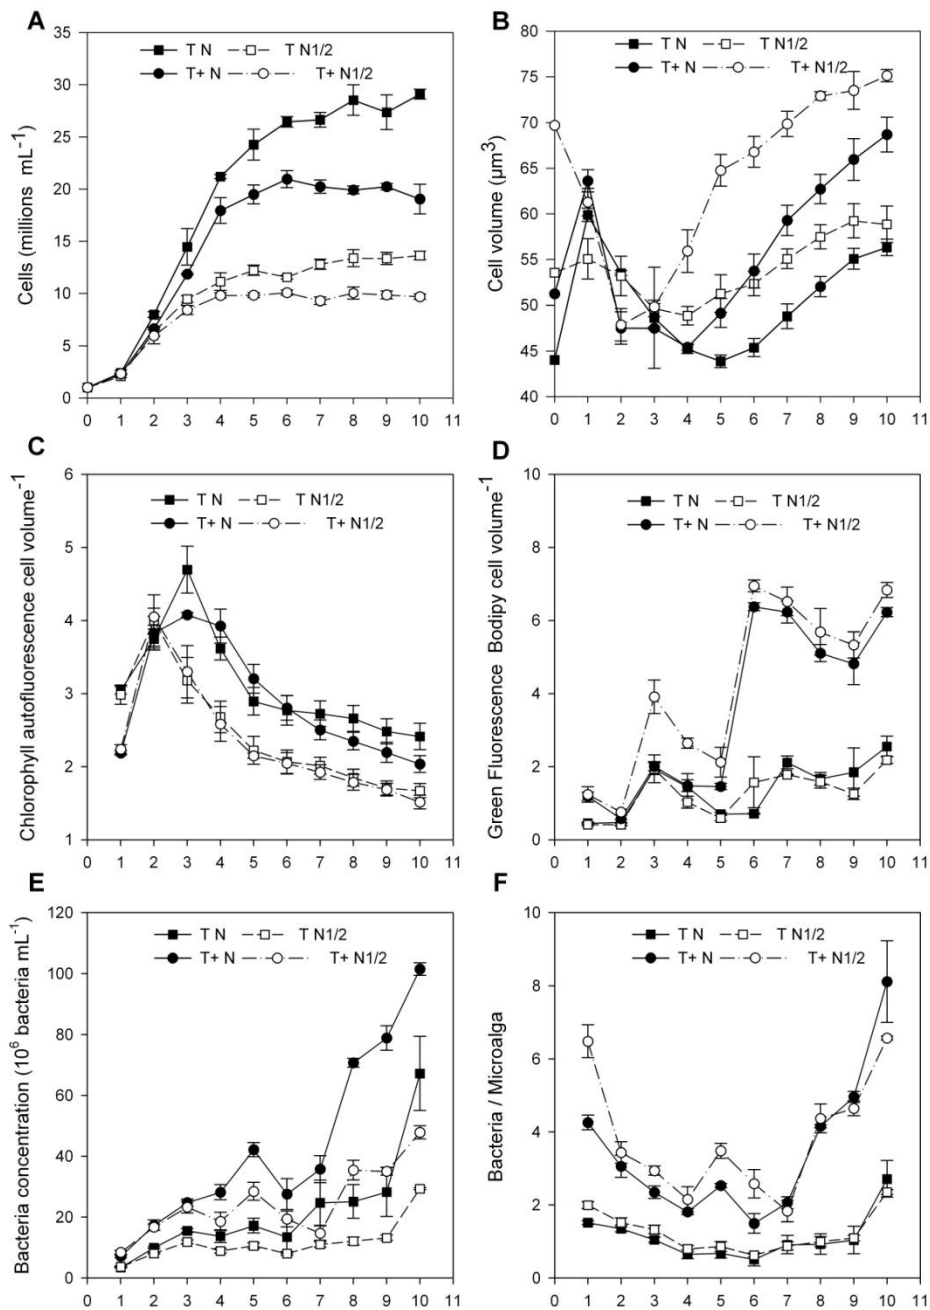 A
Cells (millions mL-1)
35
30
25
20
15
10
5
0
T N
T N1/2
T+ N
T+ N1/2
0 1 2 3 4 5 6 7 8 9 10 11
B
Cell volume (µm3)
80
75
70
65
60
55
50
45
40
T N
T N1/2
T+ N
T+ N1/2
0 1 2 3 4 5 6 7 8 9 10 11
C
Chlorophyll autofluorescence cell volume-1
6
5
4
3
2
1
T N
T N1/2
T+ N
T+ N1/2
0 1 2 3 4 5 6 7 8 9 10 11
D
Green Fluorescence Bodipy cell volume-1
10
8
6
4
2
0
T N
T N1/2
T+ N
T+ N1/2
0 1 2 3 4 5 6 7 8 9 10 11
E
Bacteria concentration (106 bacteria mL-1)
120
100
80
60
40
20
0
T N
T N1/2
T+ N
T+ N1/2
0 1 2 3 4 5 6 7 8 9 10 11
F
Bacteria / Microalga
10
8
6
4
2
0
T N
T N1/2
T+ N
T+ N1/2
0 1 2 3 4 5 6 7 8 9 10 11